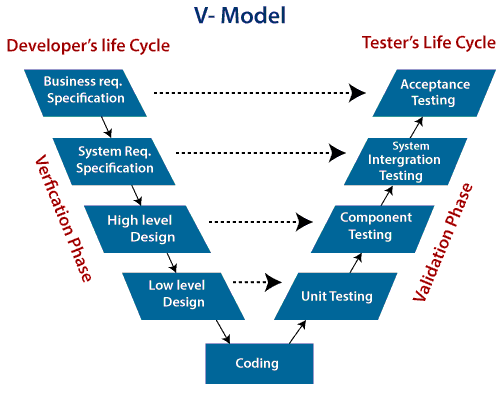 V- Model
Developer's life Cycle
Tester's Life Cycle
Business req.
Specification
Acceptance
Testing
System Req.
Specification
System
Intergration
Testing
High level
Design
Component
Testing
Low level
Design
Unit Testing
Coding
Verfication Phase
Validation Phase